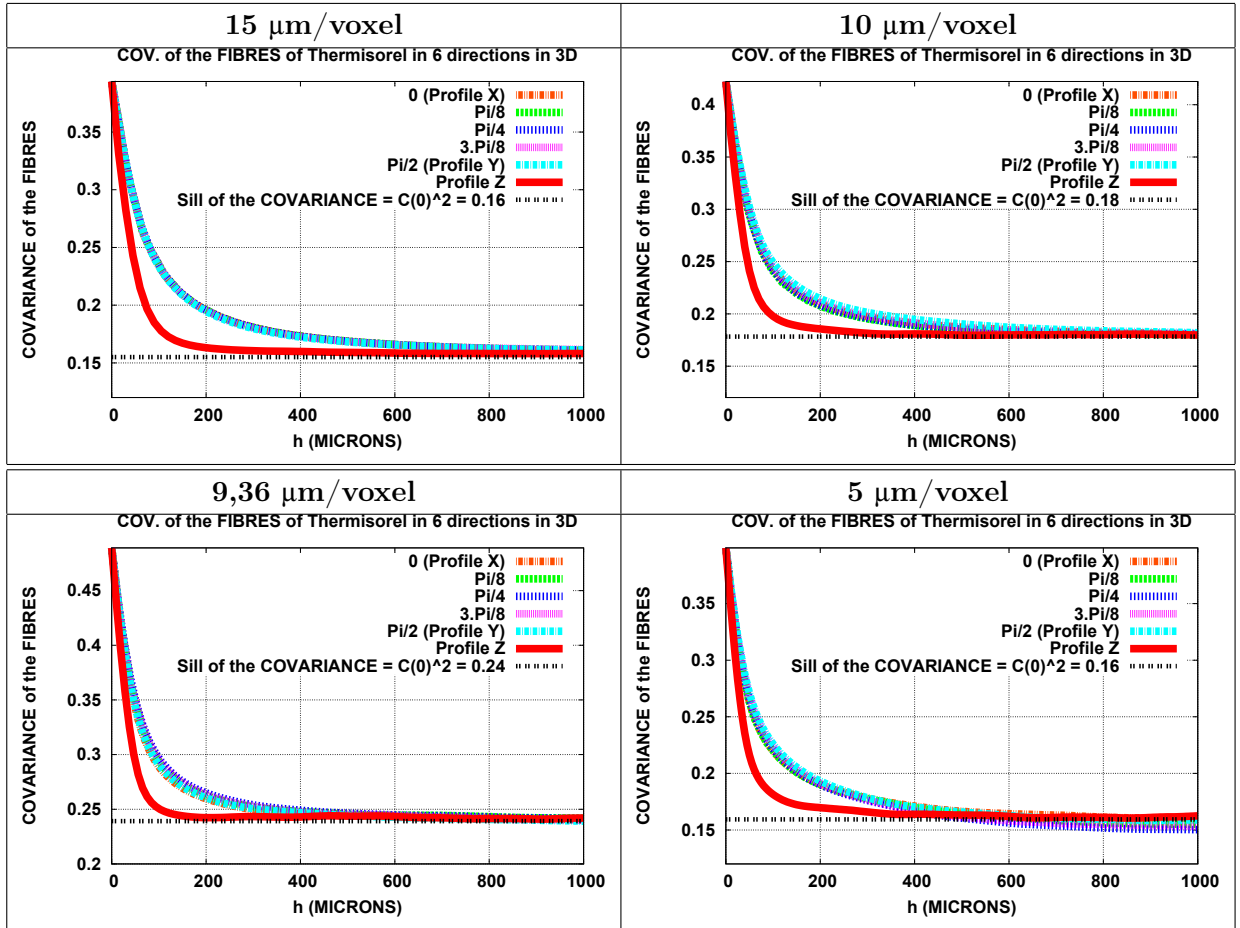 15 μm/voxel
COV. of the FIBRES of Thermisorel in 6 directions in 3D
COVARIANCE of the FIBRES
0 (Profile X)
Pi/8
Pi/4
3.Pi/8
Pi/2 (Profile Y)
Profile Z
Sill of the COVARIANCE = C(0)^2 = 0.16
0.35
0.3
0.25
0.2
0.15
0 200 400 600 800 1000
h (MICRONS)
10 μm/voxel
COV. of the FIBRES of Thermisorel in 6 directions in 3D
COVARIANCE of the FIBRES
0 (Profile X)
Pi/8
Pi/4
3.Pi/8
Pi/2 (Profile Y)
Profile Z
Sill of the COVARIANCE = C(0)^2 = 0.18
0.4
0.35
0.3
0.25
0.2
0.15
0 200 400 600 800 1000
h (MICRONS)
9,36 μm/voxel
COV. of the FIBRES of Thermisorel in 6 directions in 3D
COVARIANCE of the FIBRES
0 (Profile X)
Pi/8
Pi/4
3.Pi/8
Pi/2 (Profile Y)
Profile Z
Sill of the COVARIANCE = C(0)^2 = 0.24
0.45
0.4
0.35
0.3
0.25
0.2
0 200 400 600 800 1000
h (MICRONS)
5 μm/voxel
COV. of the FIBRES of Thermisorel in 6 directions in 3D
COVARIANCE of the FIBRES
0 (Profile X)
Pi/8
Pi/4
3.Pi/8
Pi/2 (Profile Y)
Profile Z
Sill of the COVARIANCE = C(0)^2 = 0.16
0.35
0.3
0.25
0.2
0.15
0 200 400 600 800 1000
h (MICRONS)